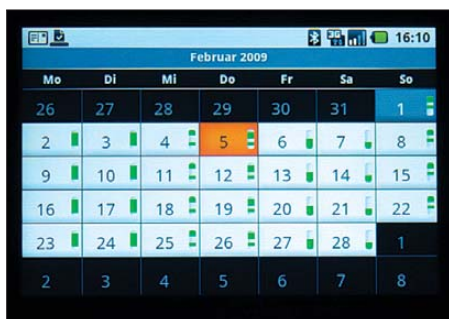 3G 16:10
Februar 2009
Mo Di Mi Do Fr Sa So
26 27 28 29 30 31 1
2 3 4 5 6 7 8
9 10 11 12 13 14 15
16 17 18 19 20 21 22
23 24 25 26 27 28 1
2 3 4 5 6 7 8